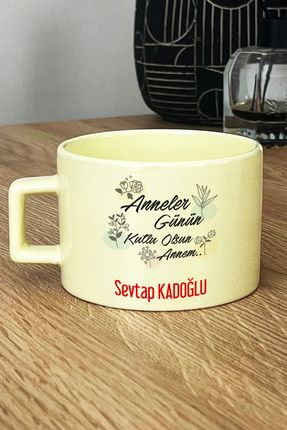 Anneler
Günün
Kutlu Olsun
Annem..
Sevtap KADOĞLU